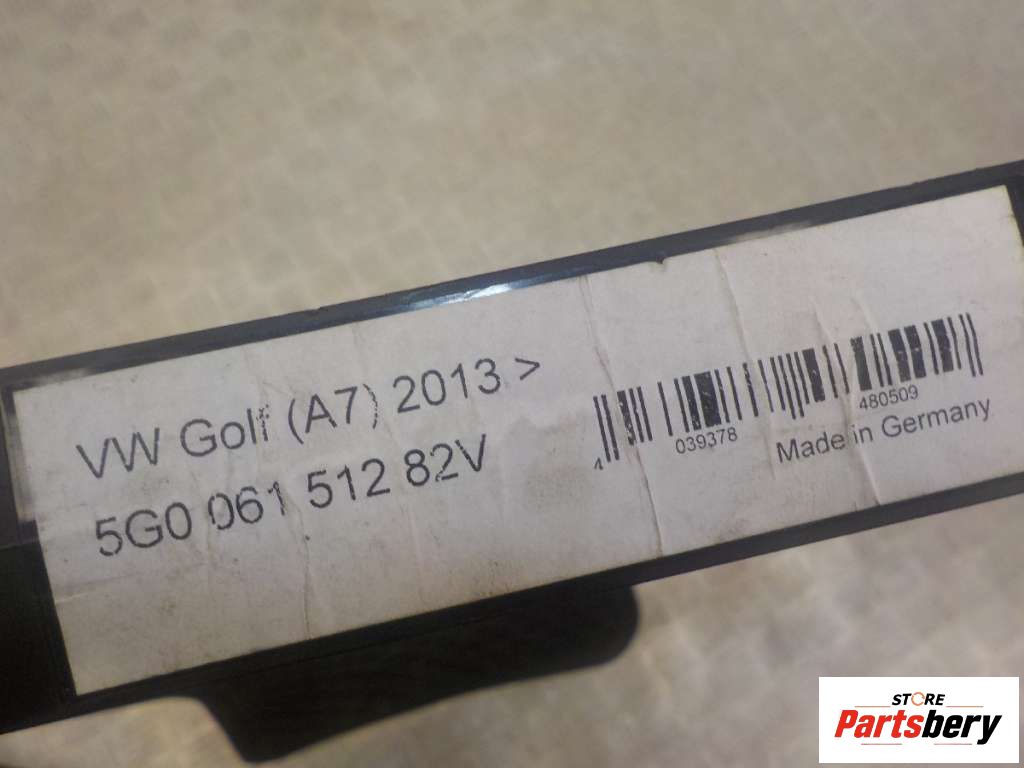 VW Golf (A7) 2013 >
5G0 061 512 82V
4 039378 480509
Made in Germany
STORE
Partsbery